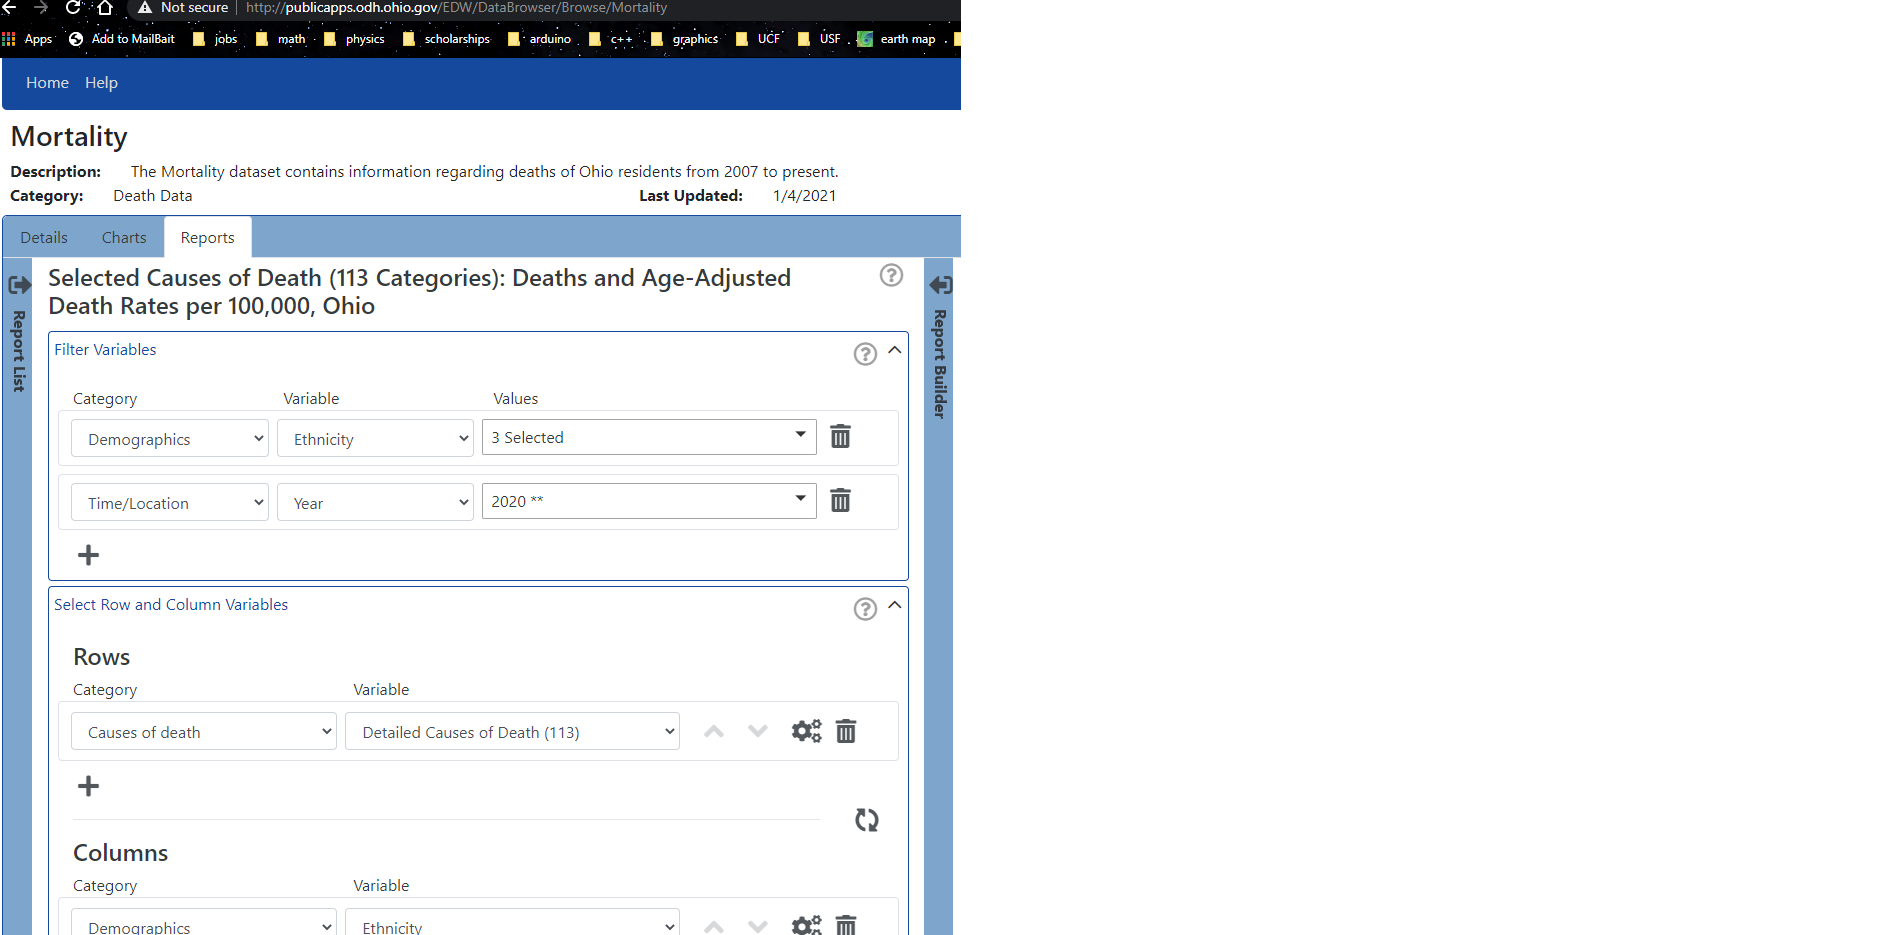 Not secure | http://publicapps.odh.ohio.gov/EDW/DataBrowser/Browse/Mortality
Apps Add to MailBait jobs math physics scholarships arduino c++ graphics UCF USF earth map
Home Help
Mortality
Description: The Mortality dataset contains information regarding deaths of Ohio residents from 2007 to present.
Category: Death Data Last Updated: 1/4/2021
Details Charts Reports
Report List
Selected Causes of Death (113 Categories): Deaths and Age-Adjusted
Death Rates per 100,000, Ohio
Report Builder
Filter Variables
Category Variable Values
Demographics Ethnicity 3 Selected
Time/Location Year 2020 **
Select Row and Column Variables
Rows
Category Variable
Causes of death Detailed Causes of Death (113)
Columns
Category Variable
Demographics Ethnicity